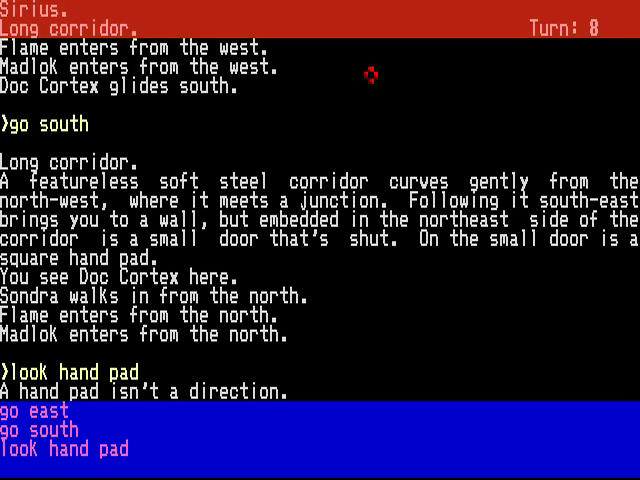 Sirius.
Long corridor. Turn: 8
Flame enters from the west.
Madlok enters from the west.
Doc Cortex glides south.
>go south
Long corridor.
A featureless soft steel corridor curves gently from the
north-west, where it meets a junction. Following it south-east
brings you to a wall, but embedded in the northeast side of the
corridor is a small door that's shut. On the small door is a
square hand pad.
You see Doc Cortex here.
Sondra walks in from the north.
Flame enters from the north.
Madlok enters from the north.
>look hand pad
A hand pad isn't a direction.
go east
go south
look hand pad